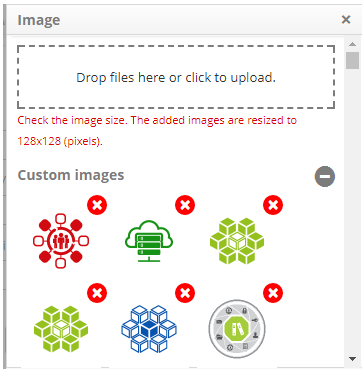 Image
Drop files here or click to upload.
Check the image size. The added images are resized to
128x128 (pixels).
Custom images